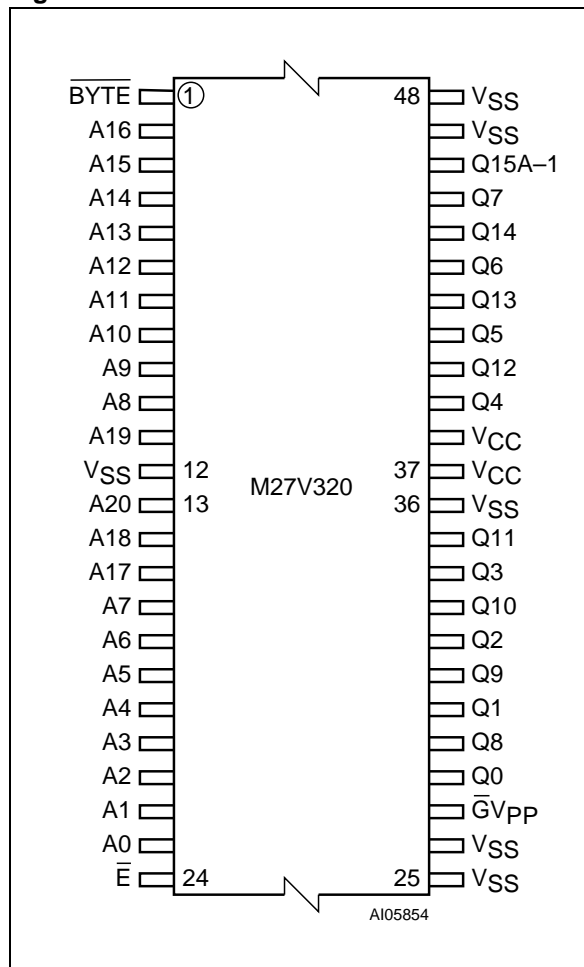 BYTE 1 48 VSS
A16 VSS
A15 Q15A–1
A14 Q7
A13 Q14
A12 Q6
A11 Q13
A10 Q5
A9 Q12
A8 Q4
A19 VCC
VSS 12 M27V320 37 VCC
A20 13 36 VSS
A18 Q11
A17 Q3
A7 Q10
A6 Q2
A5 Q9
A4 Q1
A3 Q8
A2 Q0
A1 GVPP
A0 VSS
E 24 25 VSS
AI05854